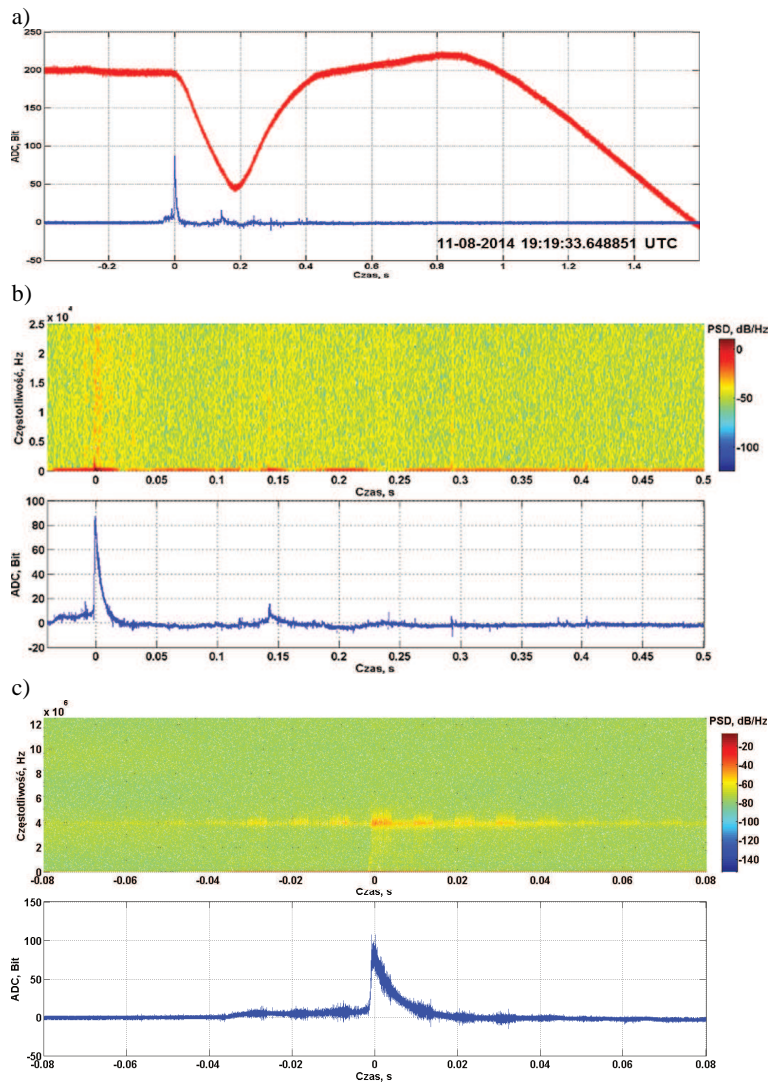 a)
250
200
150
100
50
0
-50
ADC, Bit
-0.2 0 0.2 0.4 0.6 0.8 1 1.2 1.4
11-08-2014 19:19:33.648851 UTC
Czas, s
b)
x 10⁴
2.5
2
1.5
1
0.5
0
Częstotliwość, Hz
0 0.05 0.1 0.15 0.2 0.25 0.3 0.35 0.4 0.45 0.5
Czas, s
PSD, dB/Hz
0
-50
-100
100
80
60
40
20
0
-20
ADC, Bit
0 0.05 0.1 0.15 0.2 0.25 0.3 0.35 0.4 0.45 0.5
Czas, s
c)
x 10⁶
12
10
8
6
4
2
0
Częstotliwość, Hz
-0.08 -0.06 -0.04 -0.02 0 0.02 0.04 0.06 0.08
Czas, s
PSD, dB/Hz
-20
-40
-60
-80
-100
-120
-140
150
100
50
0
-50
ADC, Bit
-0.08 -0.06 -0.04 -0.02 0 0.02 0.04 0.06 0.08
Czas, s